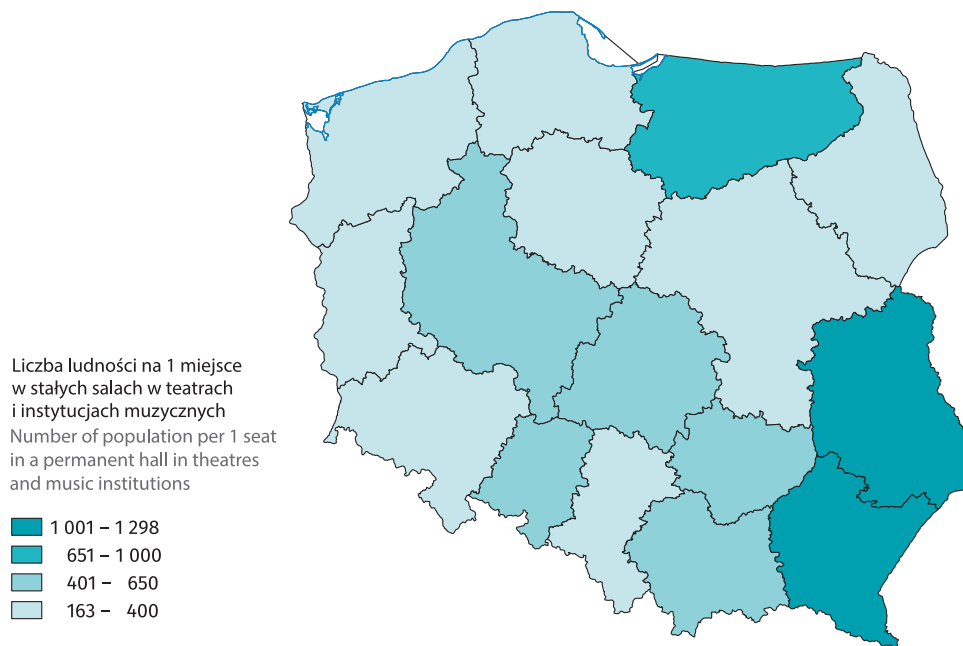 Liczba ludności na 1 miejsce
w stałych salach w teatrach
i instytucjach muzycznych
Number of population per 1 seat
in a permanent hall in theatres
and music institutions
1 001 – 1 298
651 – 1 000
401 – 650
163 – 400